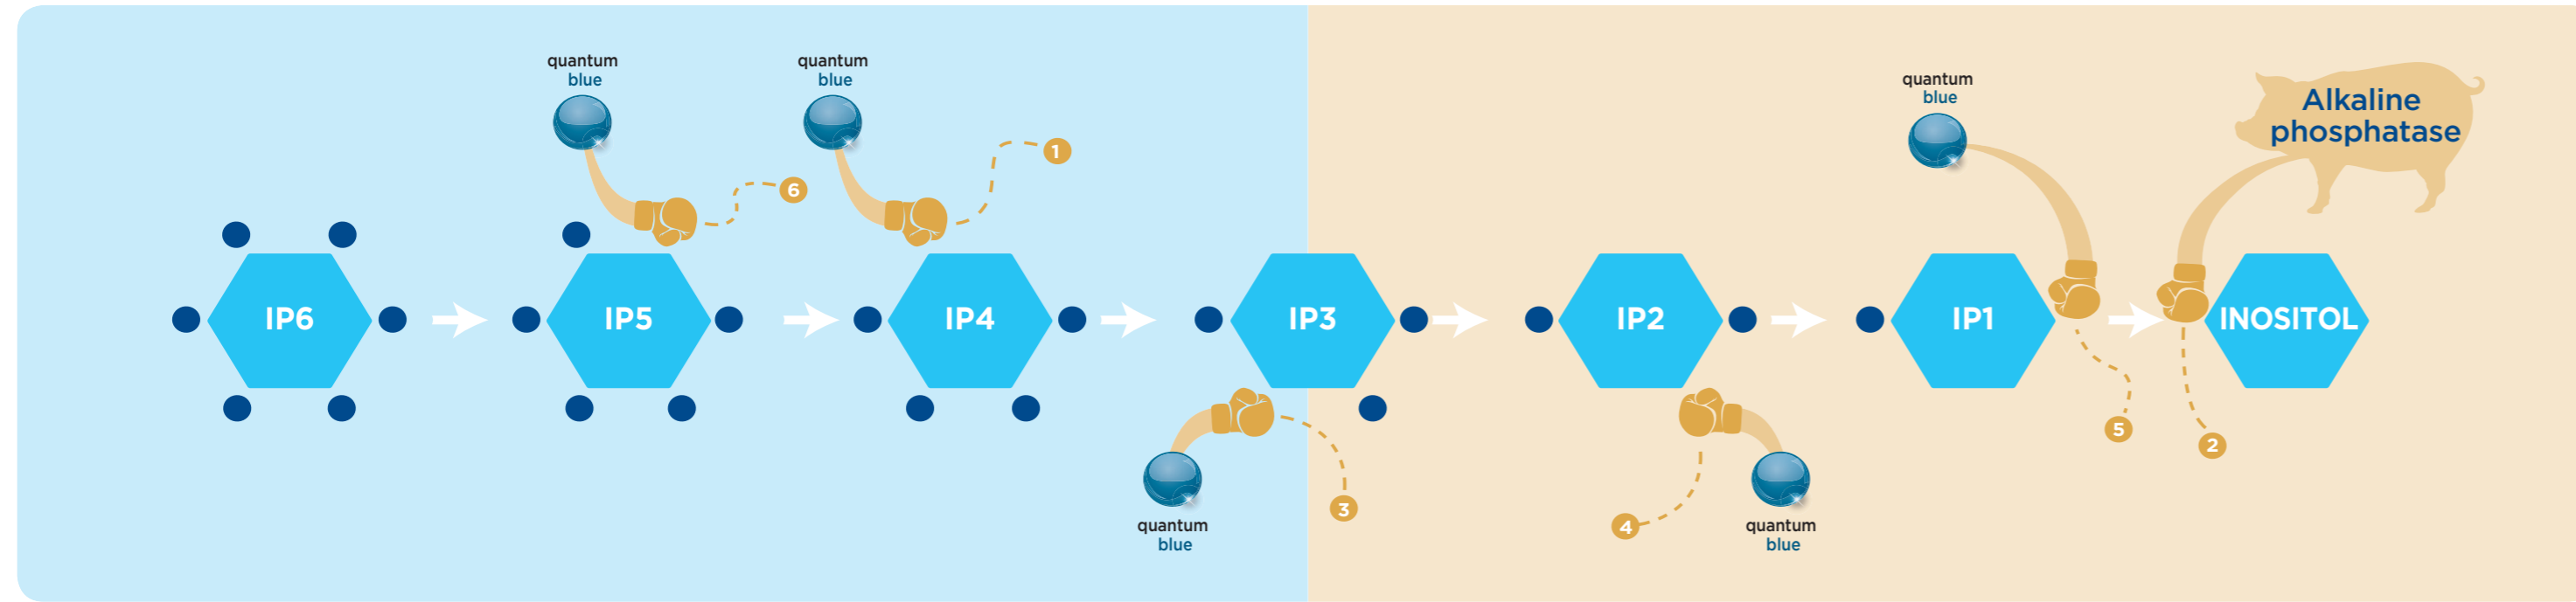 quantum
blue
quantum
blue
quantum
blue
Alkaline
phosphatase
6
1
IP6
IP5
IP4
IP3
IP2
IP1
INOSITOL
5
2
3
4
quantum
blue
quantum
blue